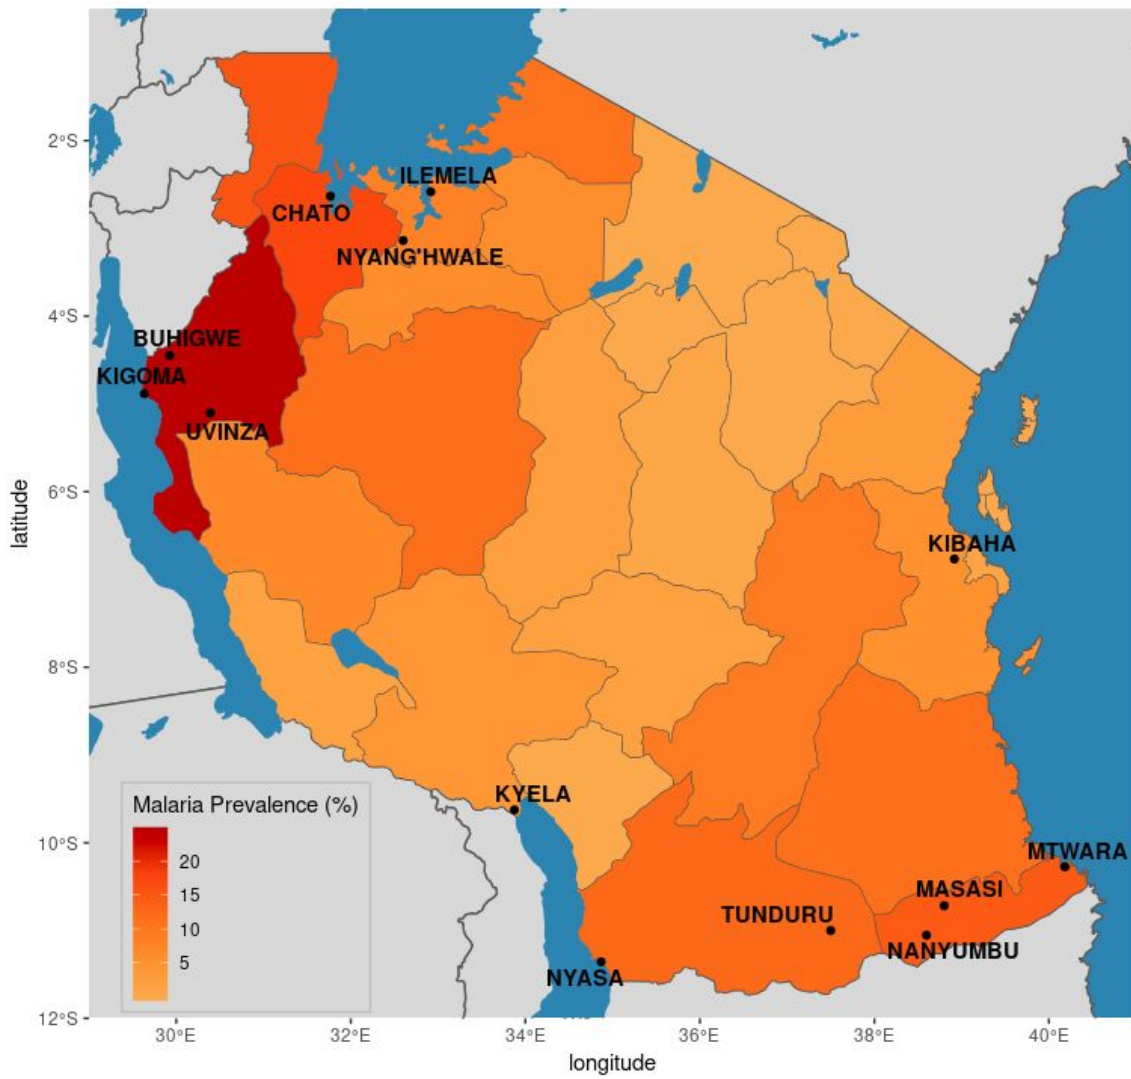 2°S
4°S
6°S
8°S
10°S
12°S
latitude
ILEMELA
CHATO
NYANG'HWALE
BUHIGWE
KIGOMA
UVINZA
KIBAHA
KYELA
MTWARA
MASASI
TUNDURU
NANYUMBU
NYASA
Malaria Prevalence (%)
20
15
10
5
30°E
32°E
34°E
36°E
38°E
40°E
longitude